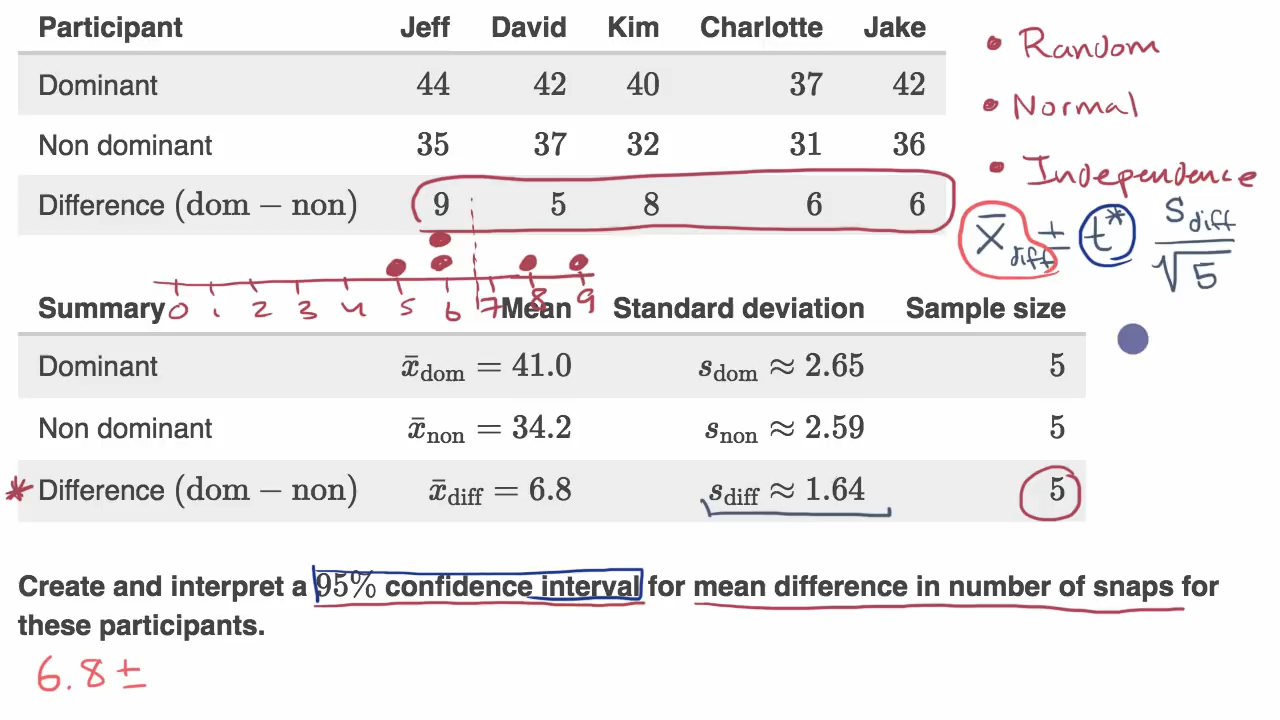 Participant Jeff David Kim Charlotte Jake
Dominant 44 42 40 37 42
Non dominant 35 37 32 31 36
Difference (dom − non) 9 5 8 6 6
• Random
• Normal
• Independence
x̄diff ± t* Sdiff/√5
0 1 2 3 4 5 6 7 8 9
Summary Mean Standard deviation Sample size
Dominant x̄dom = 41.0 sdom ≈ 2.65 5
Non dominant x̄non = 34.2 snon ≈ 2.59 5
* Difference (dom − non) x̄diff = 6.8 sdiff ≈ 1.64 5
Create and interpret a 95% confidence interval for mean difference in number of snaps for
these participants.
6.8 ±